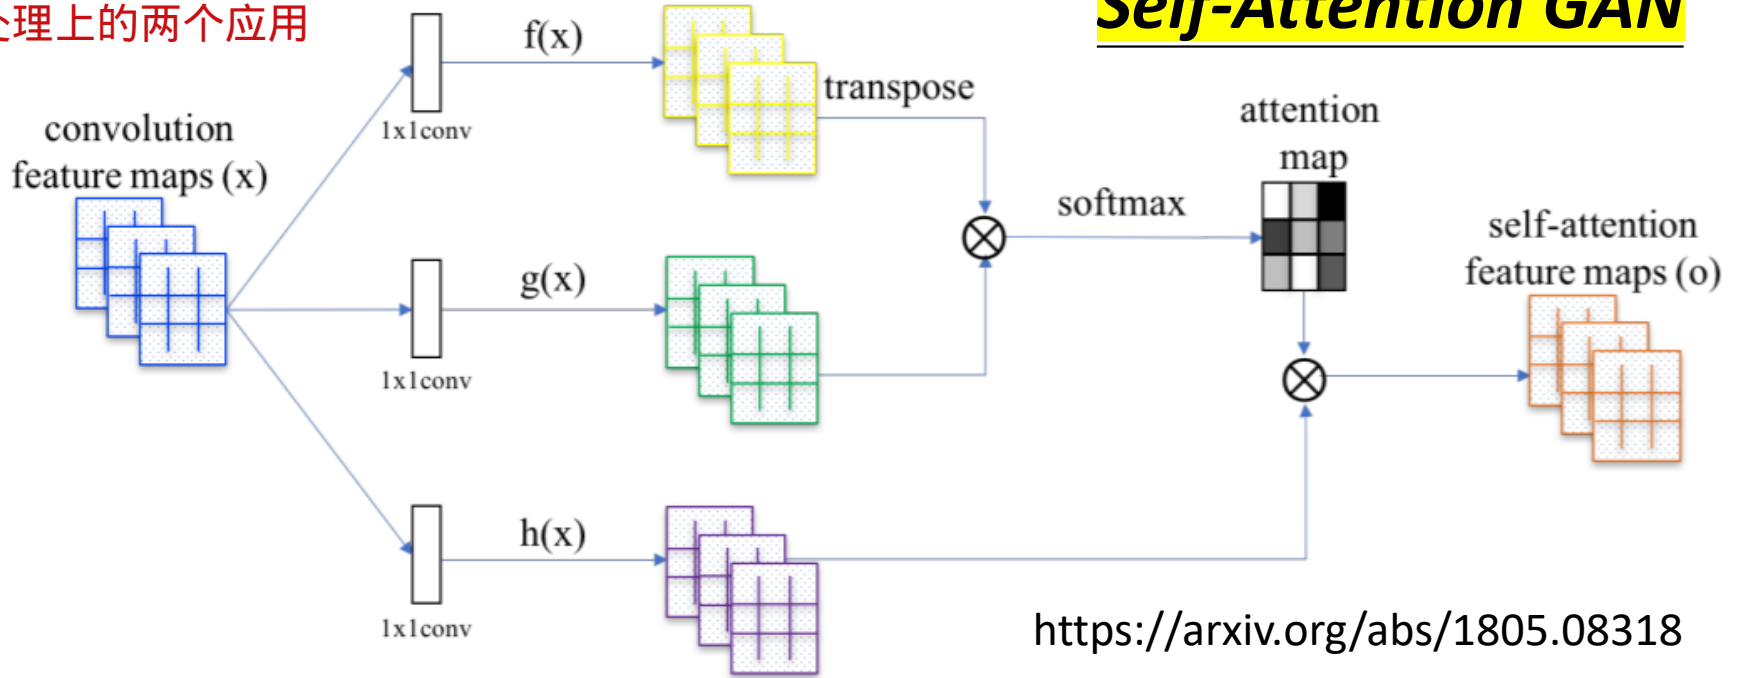 处理上的两个应用
Self-Attention GAN
f(x)
transpose
1x1conv
convolution
feature maps (x)
attention
map
softmax
self-attention
feature maps (o)
g(x)
1x1conv
h(x)
1x1conv
https://arxiv.org/abs/1805.08318